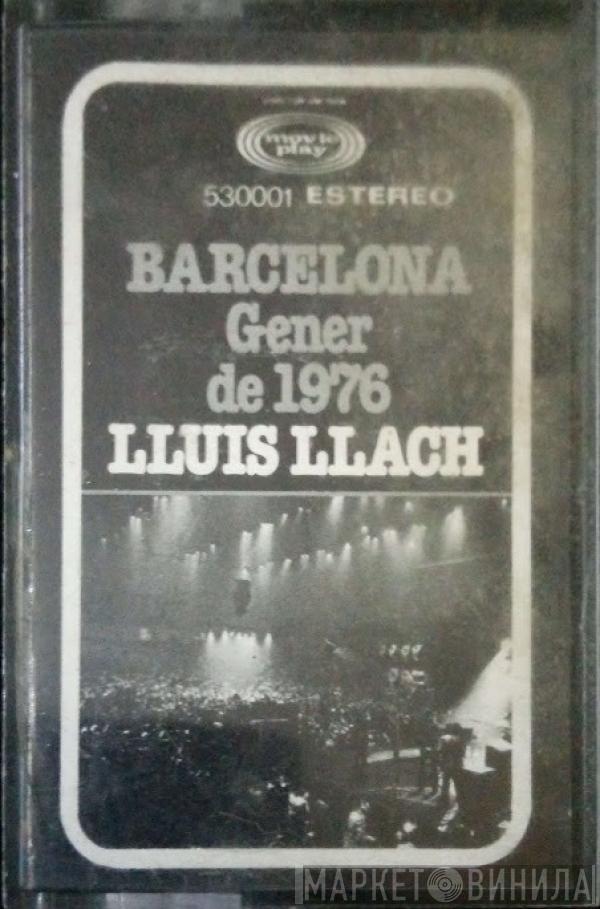 movie
play
530001 ESTEREO
BARCELONA
Gener
de 1976
LLUIS LLACH
МАРКЕТ ВИНИЛА